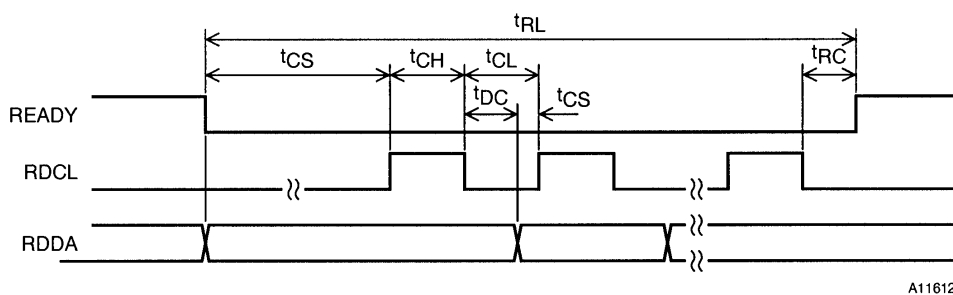 tRL
tCS tCH tCL tRC
tDC tCS
READY
RDCL
RDDA
A11612